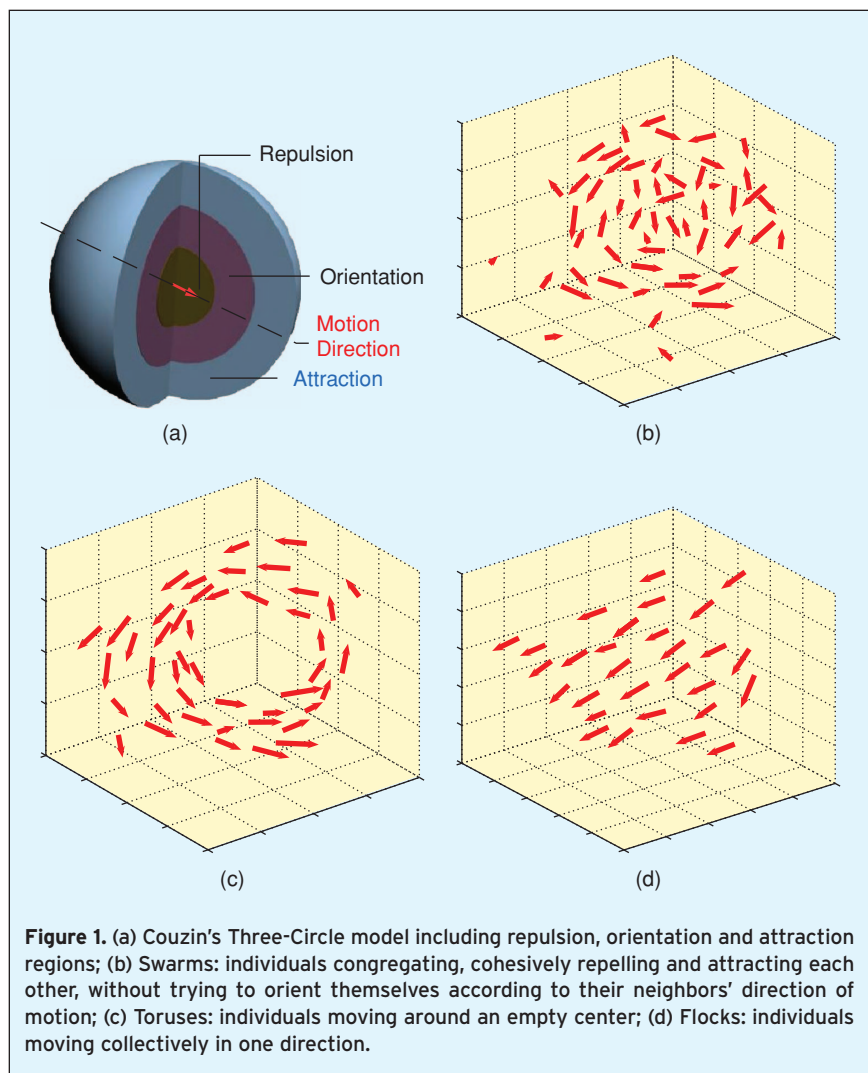 Repulsion
Orientation
Motion
Direction
Attraction
(a)
(b)
(c)
(d)
Figure 1. (a) Couzin's Three-Circle model including repulsion, orientation and attraction
regions; (b) Swarms: individuals congregating, cohesively repelling and attracting each
other, without trying to orient themselves according to their neighbors' direction of
motion; (c) Toruses: individuals moving around an empty center; (d) Flocks: individuals
moving collectively in one direction.